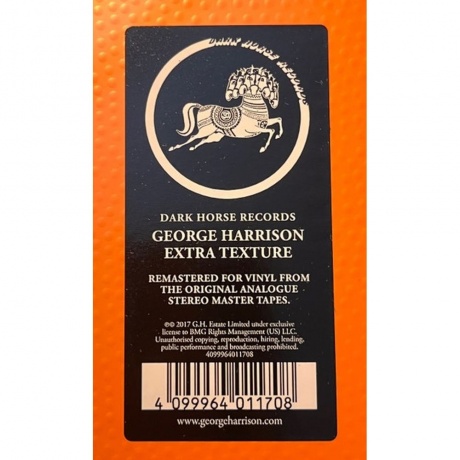 DARK HORSE RECORDS
DARK HORSE RECORDS
GEORGE HARRISON
EXTRA TEXTURE
REMASTERED FOR VINYL FROM
THE ORIGINAL ANALOGUE
STEREO MASTER TAPES.
℗© 2017 G.H. Estate Limited under exclusive
license to BMG Rights Management (US) LLC.
Unauthorised copying, reproduction, hiring, lending,
public performance and broadcasting prohibited.
4099964011708
4 099964 011708
www.georgeharrison.com